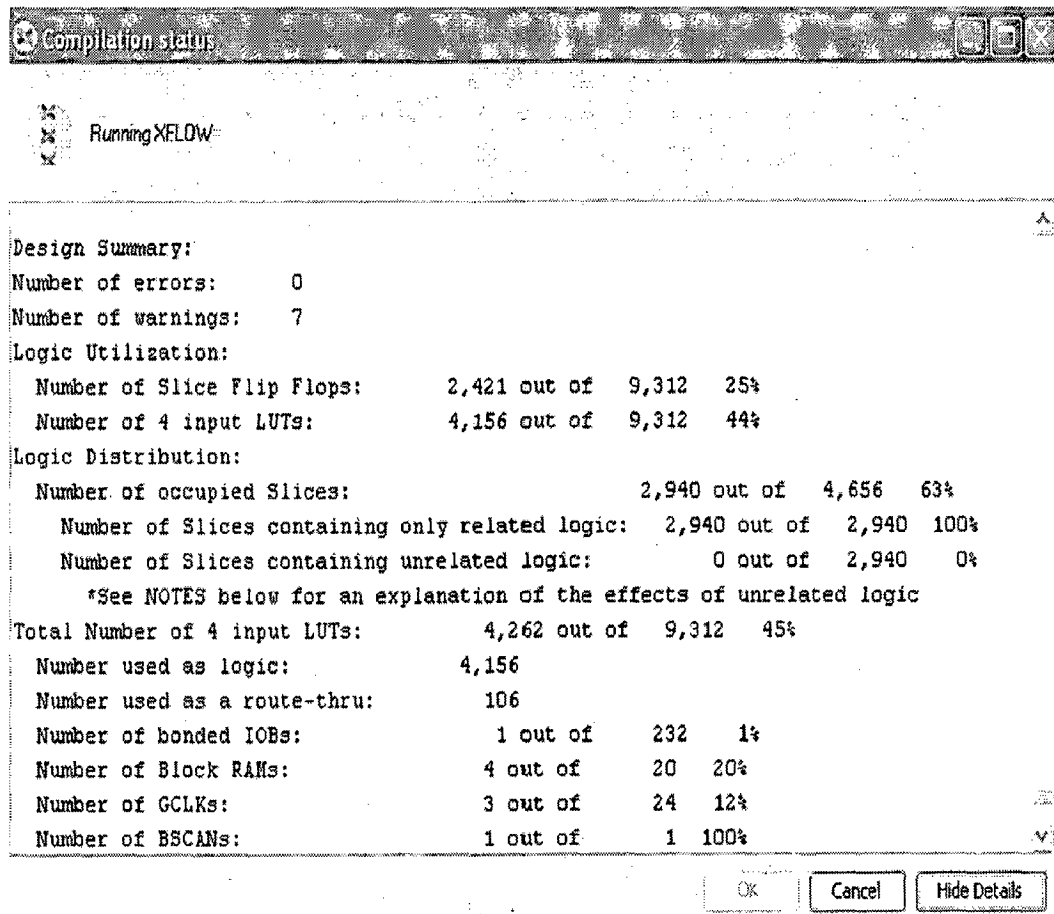 Compilation status
Running XFLOW
Design Summary:
Number of errors: 0
Number of warnings: 7
Logic Utilization:
Number of Slice Flip Flops: 2,421 out of 9,312 25%
Number of 4 input LUTs: 4,156 out of 9,312 44%
Logic Distribution:
Number of occupied Slices: 2,940 out of 4,656 63%
Number of Slices containing only related logic: 2,940 out of 2,940 100%
Number of Slices containing unrelated logic: 0 out of 2,940 0%
*See NOTES below for an explanation of the effects of unrelated logic
Total Number of 4 input LUTs: 4,262 out of 9,312 45%
Number used as logic: 4,156
Number used as a route-thru: 106
Number of bonded IOBs: 1 out of 232 1%
Number of Block RAMs: 4 out of 20 20%
Number of GCLKs: 3 out of 24 12%
Number of BSCANs: 1 out of 1 100%
OK Cancel Hide Details